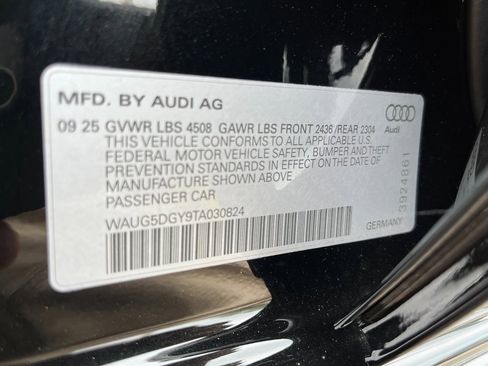 MFD. BY AUDI AG
Audi
09 25 GVWR LBS 4508 GAWR LBS FRONT 2436 /REAR 2304
THIS VEHICLE CONFORMS TO ALL APPLICABLE U.S.
FEDERAL MOTOR VEHICLE SAFETY, BUMPER AND THEFT
PREVENTION STANDARDS IN EFFECT ON THE DATE OF
MANUFACTURE SHOWN ABOVE
PASSENGER CAR
WAUG5DGY9TA030824
GERMANY
3924861